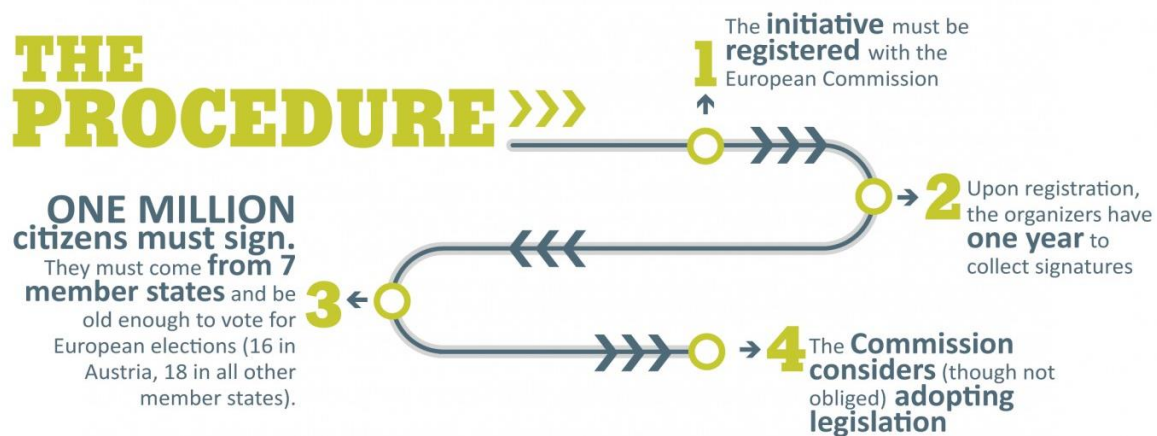 THE
PROCEDURE
1
The initiative must be
registered with the
European Commission
2
Upon registration,
the organizers have
one year to
collect signatures
3
ONE MILLION
citizens must sign.
They must come from 7
member states and be
old enough to vote for
European elections (16 in
Austria, 18 in all other
member states).
4
The Commission
considers (though not
obliged) adopting
legislation